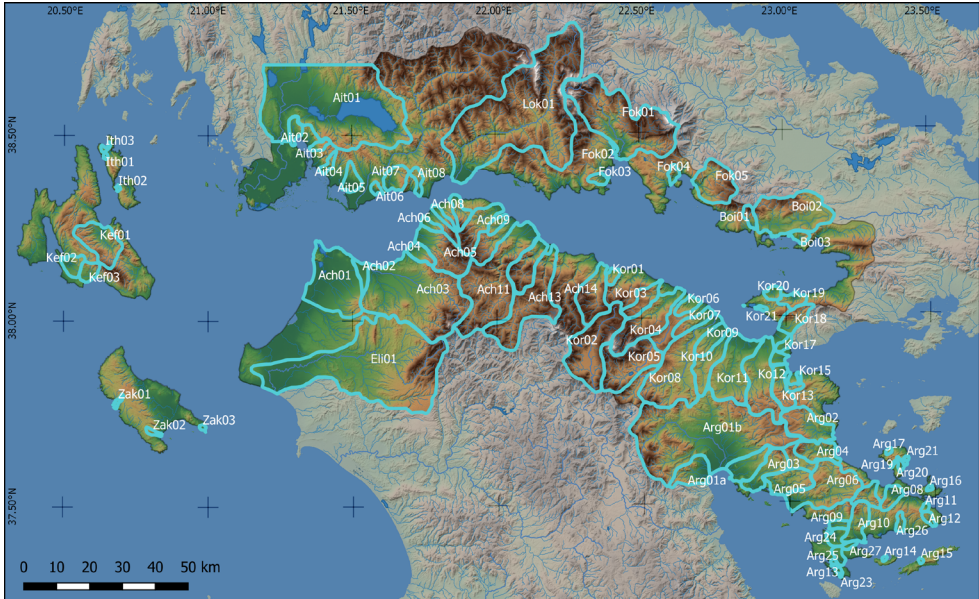 20.50°E 21.00°E 21.50°E 22.00°E 22.50°E 23.00°E 23.50°E
38.50°N
38.00°N
37.50°N
Ait01
Lok01
Fok01
Ait02
Ith03
Ait03
Fok02
Ith01
Ait04
Ait07
Ait08
Fok03
Fok04
Fok05
Ith02
Ait05
Ait06
Ach08
Boi02
Ach06
Ach09
Boi01
Kef01
Kef02
Ach04
Ach05
Boi03
Kef03
Ach01
Ach02
Ach03
Ach11
Ach13
Ach14
Kor01
Kor03
Kor06
Kor20
Kor19
Kor07
Kor21
Kor18
Kor02
Kor04
Kor09
Kor17
Eli01
Kor05
Kor10
Ko12
Kor15
Kor08
Kor11
Kor13
Zak01
Zak02
Zak03
Arg01b
Arg02
Arg17
Arg21
Arg04
Arg03
Arg19
Arg20
Arg01a
Arg05
Arg06
Arg08
Arg16
Arg11
Arg09
Arg10
Arg12
Arg26
Arg24
Arg25
Arg27
Arg14
Arg15
Arg13
Arg23
0 10 20 30 40 50 km